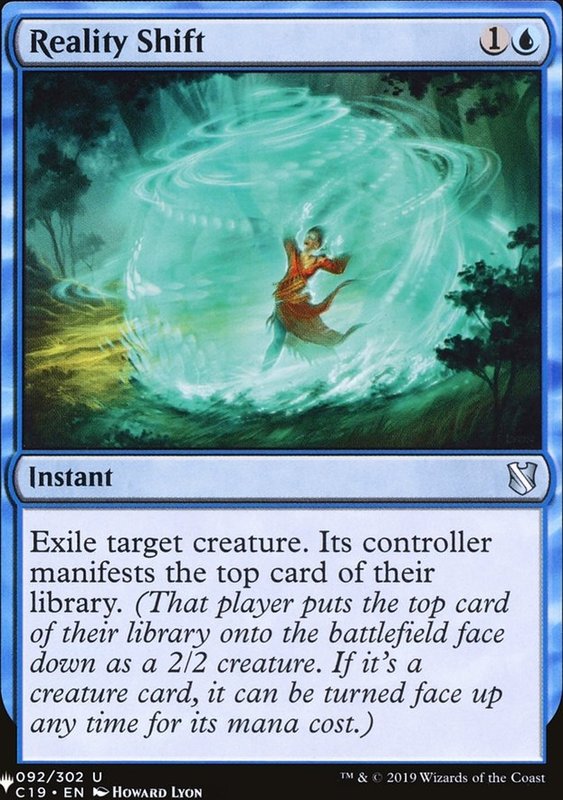 Reality Shift 1
Instant
Exile target creature. Its controller
manifests the top card of their
library. (That player puts the top card
of their library onto the battlefield face
down as a 2/2 creature. If it's a
creature card, it can be turned face up
any time for its mana cost.)
092/302 U
C19 • EN Howard Lyon
™ & © 2019 Wizards of the Coast